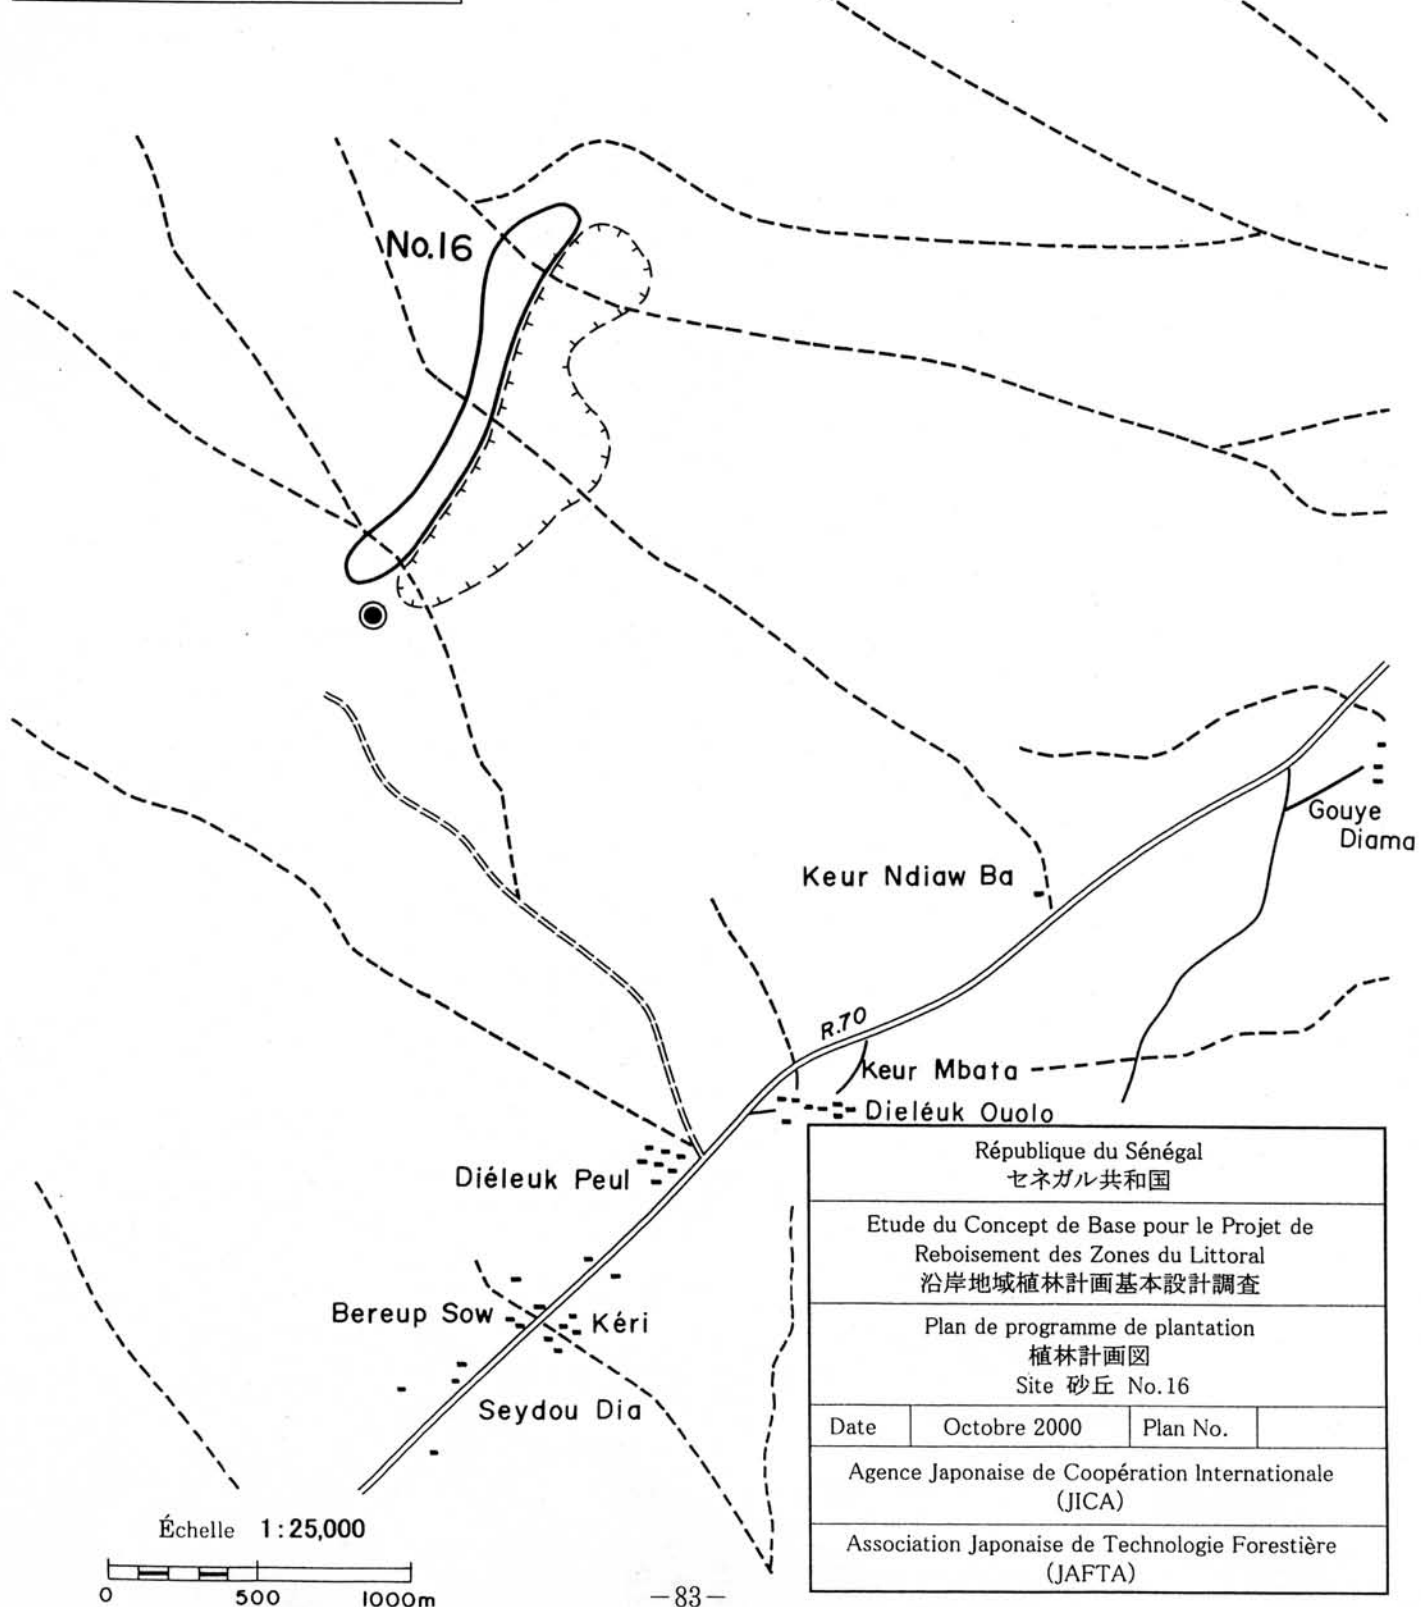 No.16
Gouye
Diama
Keur Ndiaw Ba
R.70
Keur Mbata
Dieléuk Ouolo
Diéleuk Peul
Bereup Sow
Kéri
Seydou Dia
République du Sénégal
セネガル共和国
Etude du Concept de Base pour le Projet de
Reboisement des Zones du Littoral
沿岸地域植林計画基本設計調査
Plan de programme de plantation
植林計画図
Site 砂丘 No.16
Date Octobre 2000 Plan No.
Agence Japonaise de Coopération Internationale
(JICA)
Association Japonaise de Technologie Forestière
(JAFTA)
Échelle 1:25,000
0 500 1000m
-83-